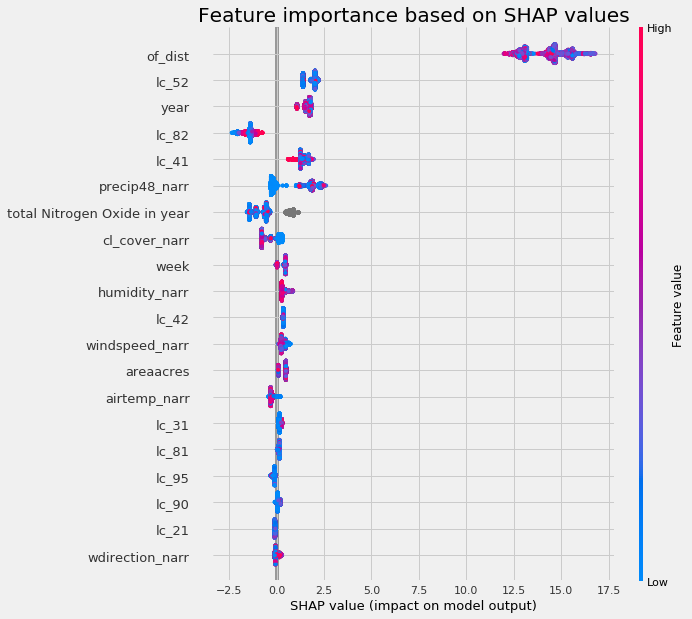 Feature importance based on SHAP values
High
of_dist
lc_52
year
lc_82
lc_41
precip48_narr
total Nitrogen Oxide in year
cl_cover_narr
week
humidity_narr
lc_42
windspeed_narr
areaacres
airtemp_narr
lc_31
lc_81
lc_95
lc_90
lc_21
wdirection_narr
Feature value
Low
−2.5 0.0 2.5 5.0 7.5 10.0 12.5 15.0 17.5
SHAP value (impact on model output)